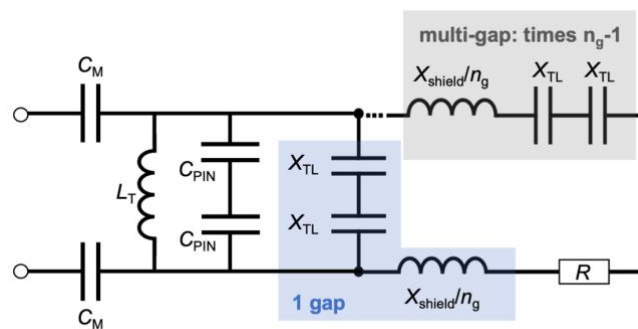 multi-gap: times n_g-1
C_M
X_shield/n_g
X_TL X_TL
C_PIN
X_TL
L_T
C_PIN
X_TL
R
1 gap
X_shield/n_g
C_M